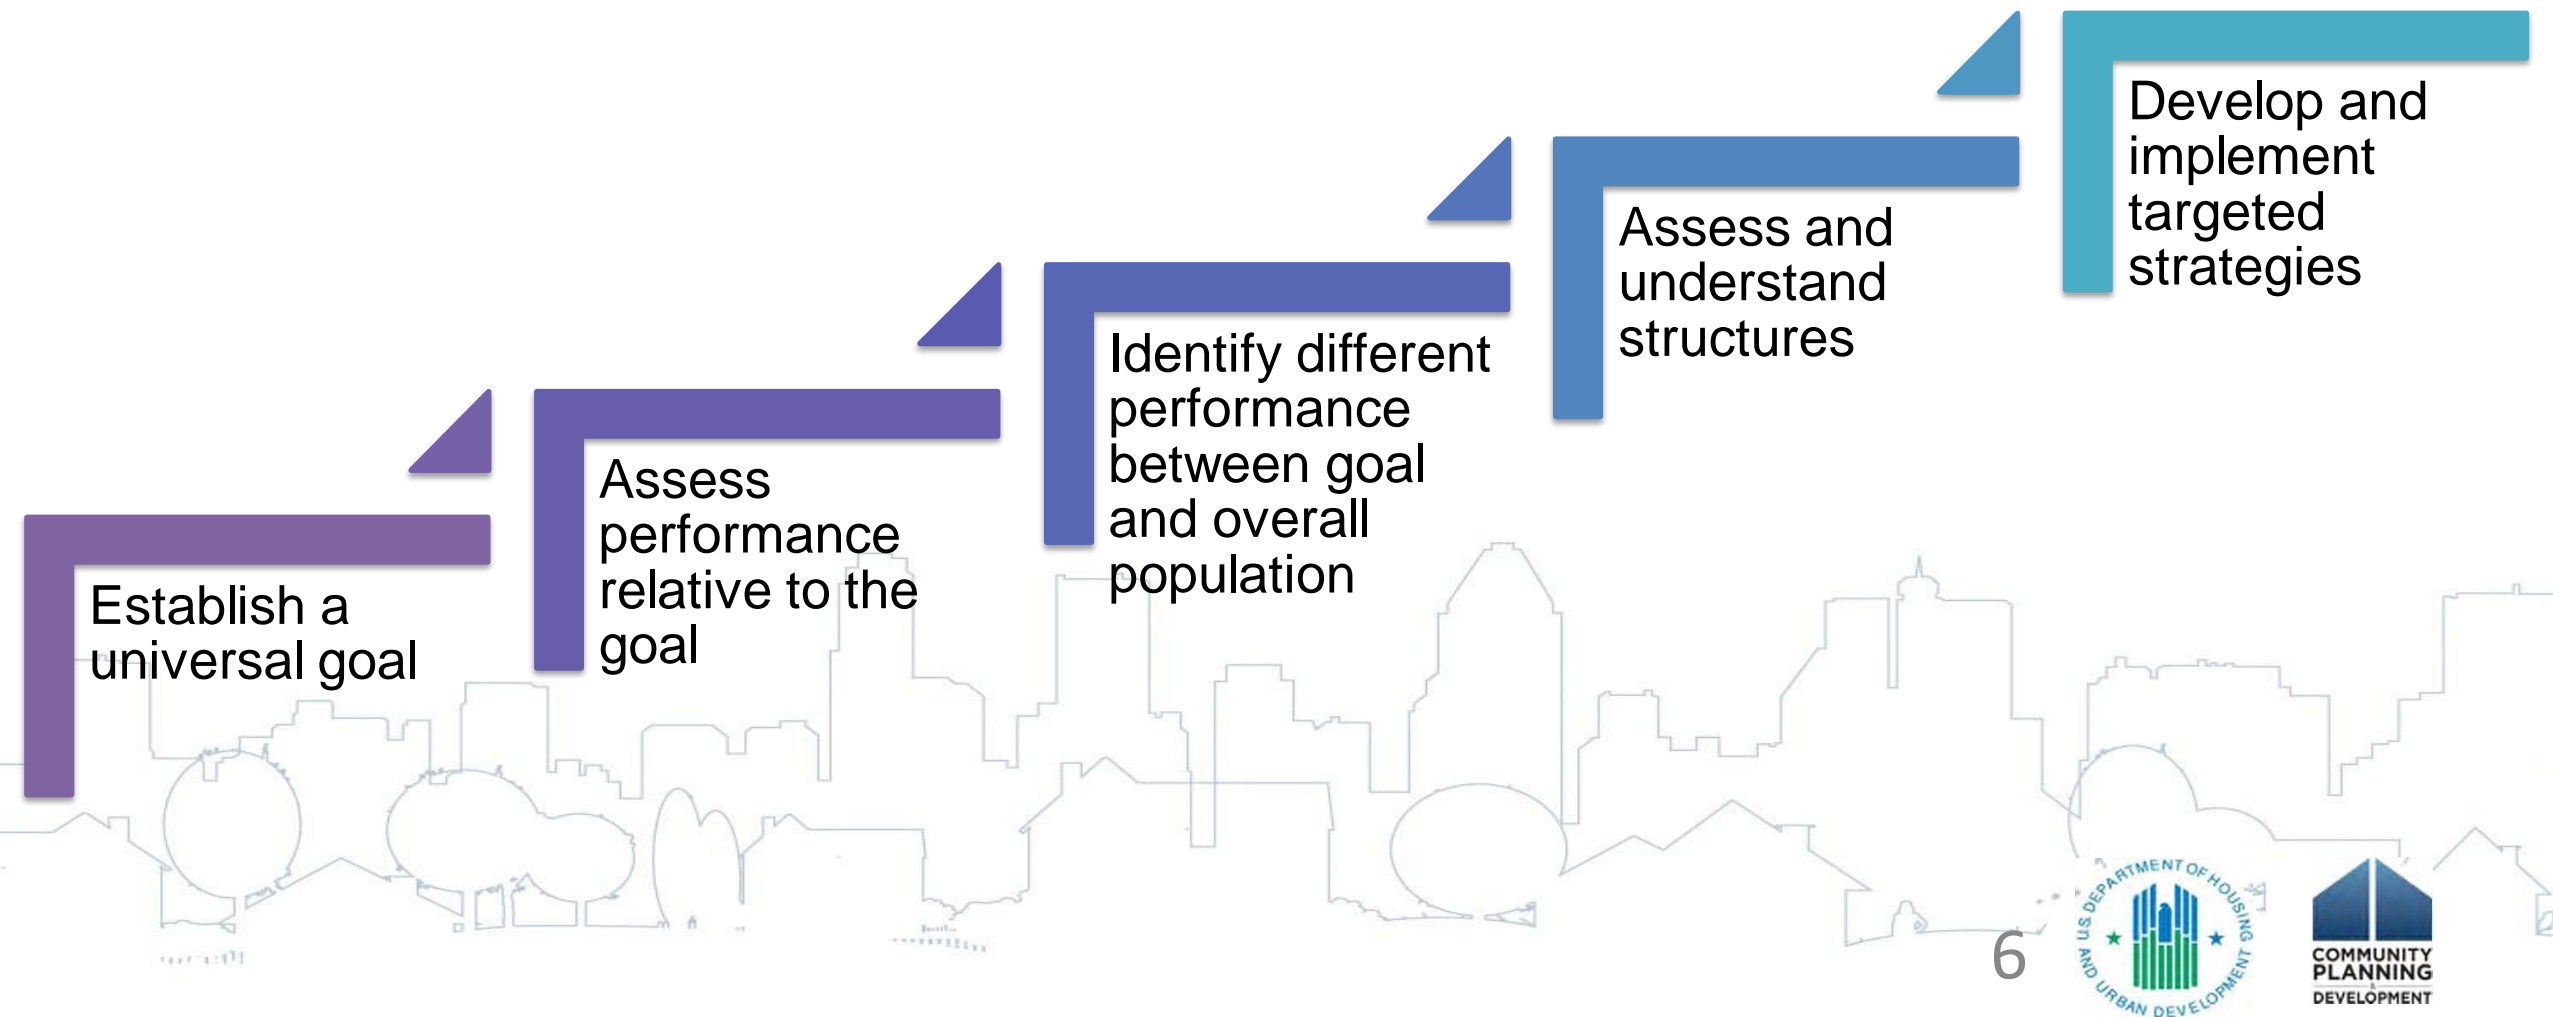 Establish a
universal goal
Assess
performance
relative to the
goal
Identify different
performance
between goal
and overall
population
Assess and
understand
structures
Develop and
implement
targeted
strategies
6
U.S. DEPARTMENT OF HOUSING
AND URBAN DEVELOPMENT
COMMUNITY
PLANNING
&
DEVELOPMENT